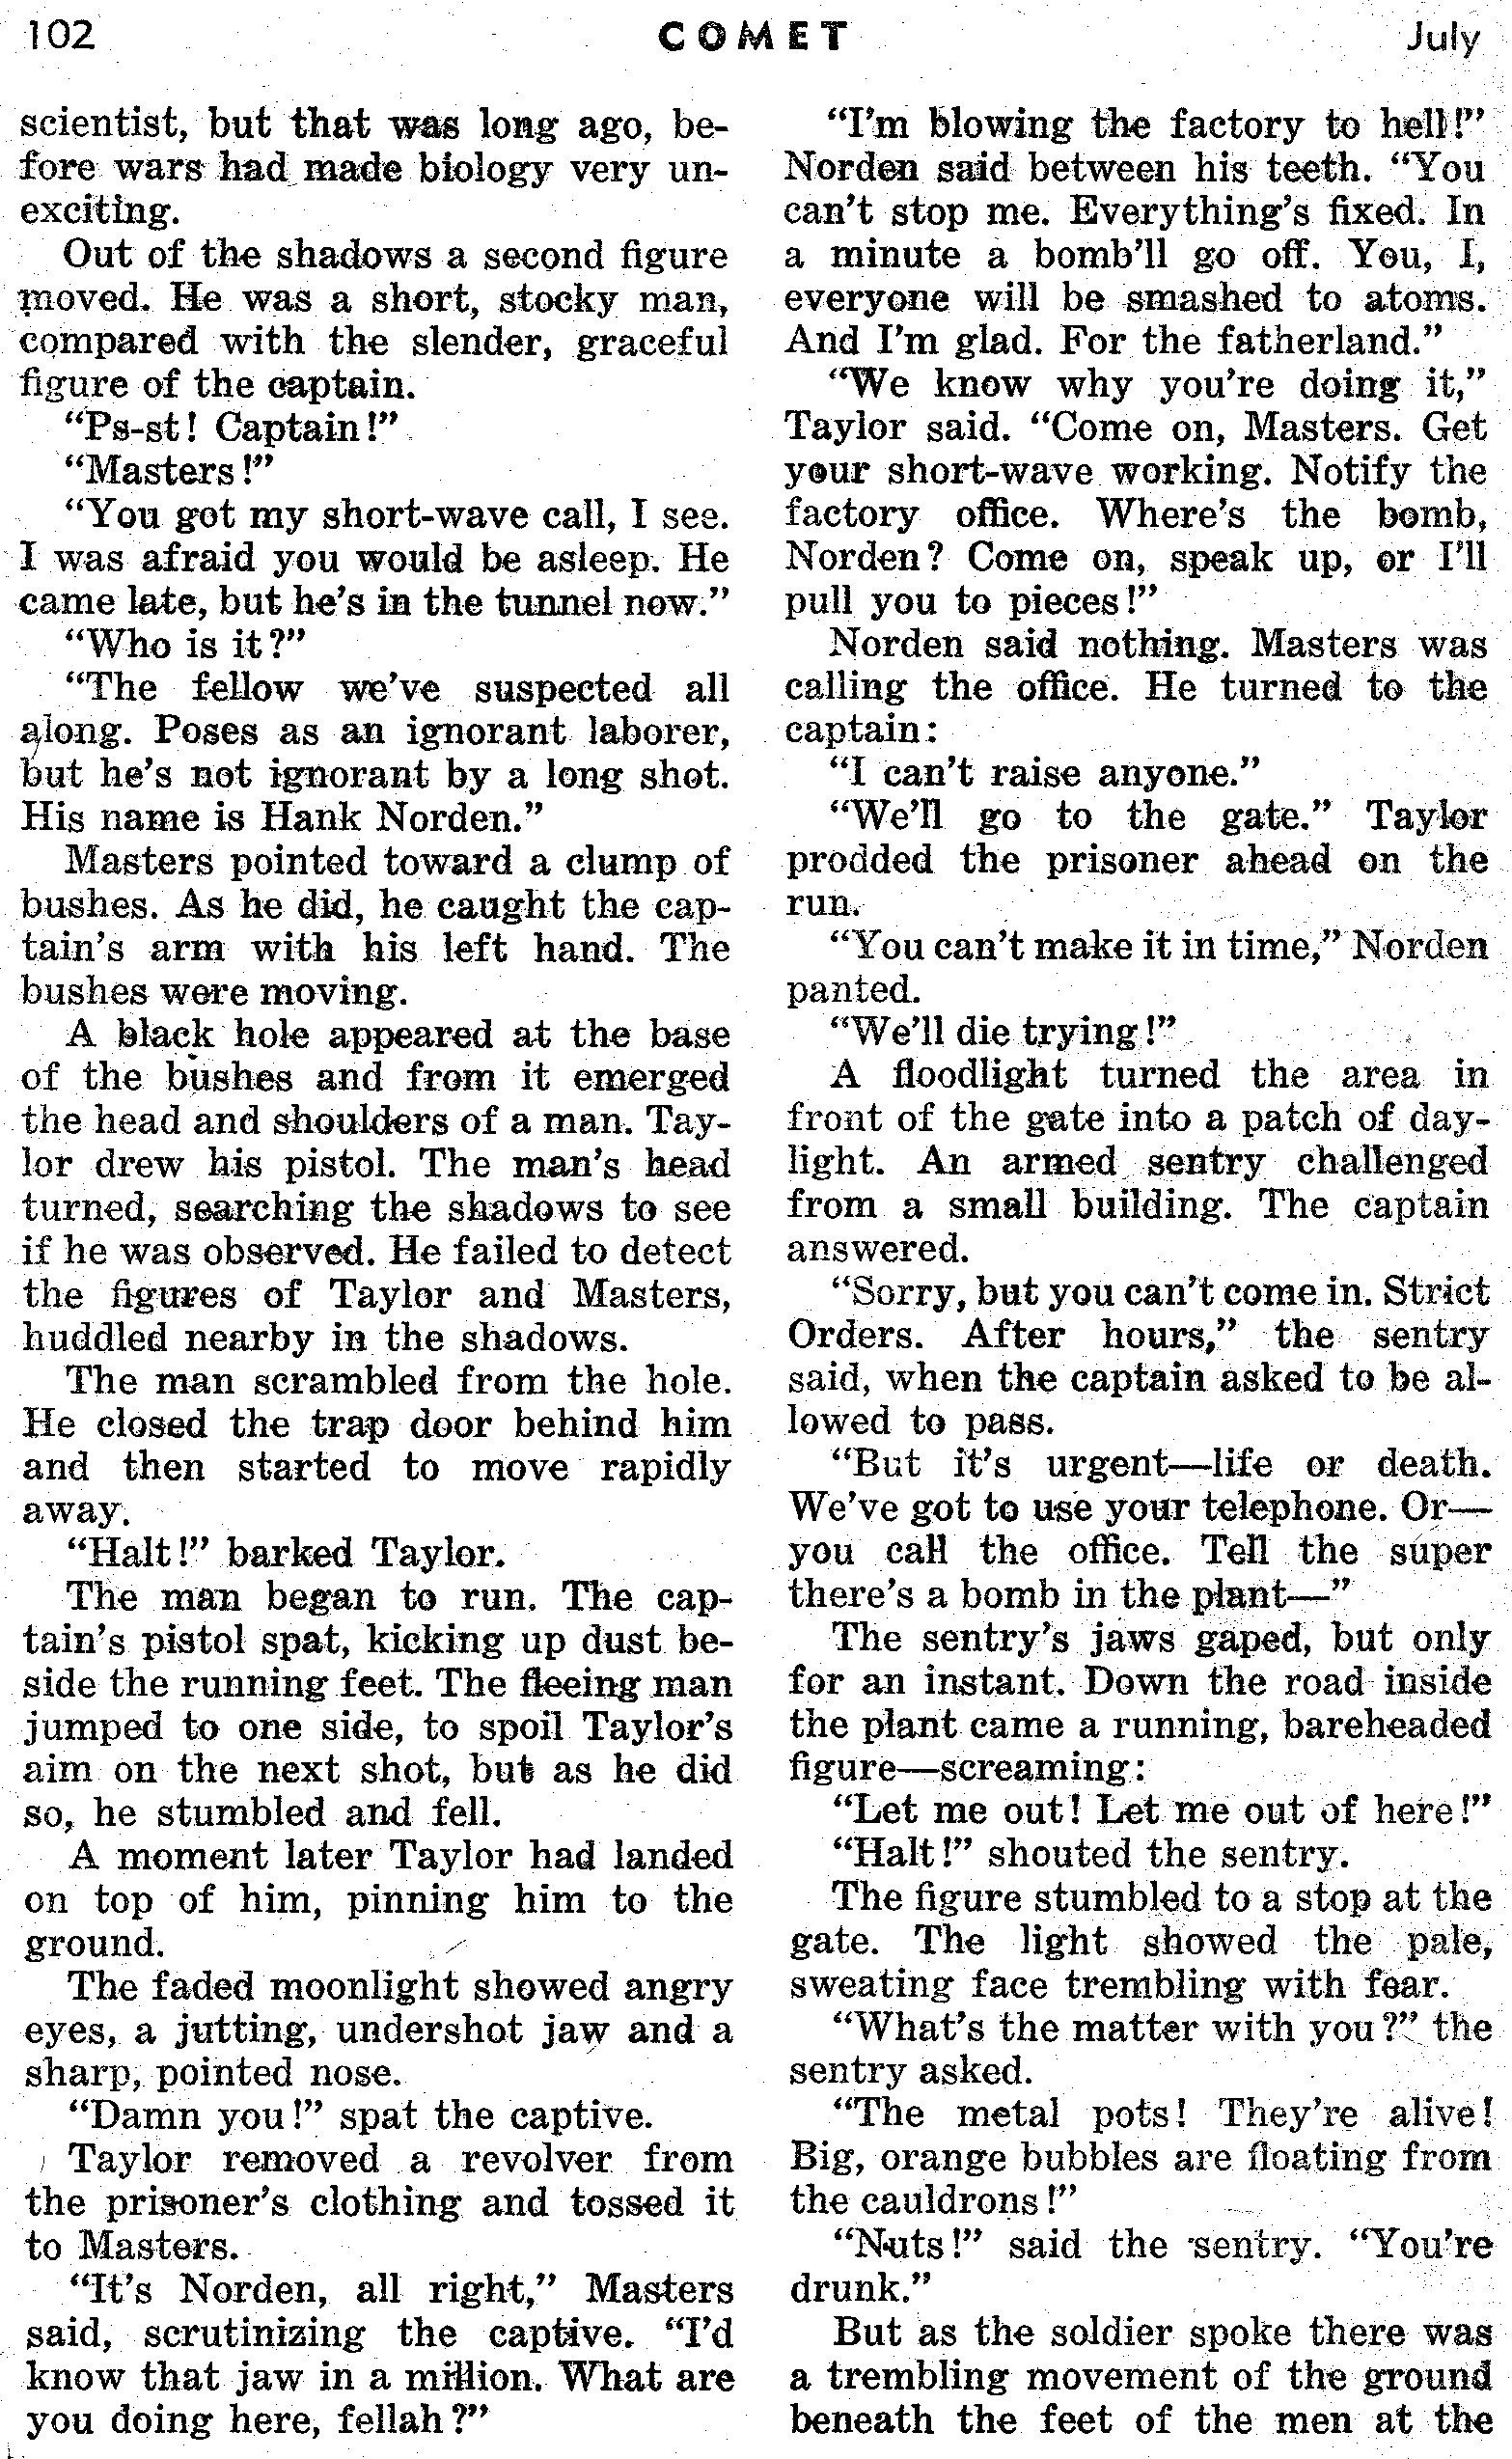 102 COMET July
scientist, but that was long ago, be-
fore wars had made biology very un-
exciting.
Out of the shadows a second figure
moved. He was a short, stocky man,
compared with the slender, graceful
figure of the captain.
"Ps-st! Captain!"
"Masters!"
"You got my short-wave call, I see.
I was afraid you would be asleep. He
came late, but he's in the tunnel now."
"Who is it?"
"The fellow we've suspected all
along. Poses as an ignorant laborer,
but he's not ignorant by a long shot.
His name is Hank Norden."
Masters pointed toward a clump of
bushes. As he did, he caught the cap-
tain's arm with his left hand. The
bushes were moving.
A black hole appeared at the base
of the bushes and from it emerged
the head and shoulders of a man. Tay-
lor drew his pistol. The man's head
turned, searching the shadows to see
if he was observed. He failed to detect
the figures of Taylor and Masters,
huddled nearby in the shadows.
The man scrambled from the hole.
He closed the trap door behind him
and then started to move rapidly
away.
"Halt!" barked Taylor.
The man began to run. The cap-
tain's pistol spat, kicking up dust be-
side the running feet. The fleeing man
jumped to one side, to spoil Taylor's
aim on the next shot, but as he did
so, he stumbled and fell.
A moment later Taylor had landed
on top of him, pinning him to the
ground.
The faded moonlight showed angry
eyes, a jutting, undershot jaw and a
sharp, pointed nose.
"Damn you!" spat the captive.
Taylor removed a revolver from
the prisoner's clothing and tossed it
to Masters.
"It's Norden, all right," Masters
said, scrutinizing the captive. "I'd
know that jaw in a million. What are
you doing here, fellah?"
"I'm blowing the factory to hell!"
Norden said between his teeth. "You
can't stop me. Everything's fixed. In
a minute a bomb'll go off. You, I,
everyone will be smashed to atoms.
And I'm glad. For the fatherland."
"We know why you're doing it,"
Taylor said. "Come on, Masters. Get
your short-wave working. Notify the
factory office. Where's the bomb,
Norden? Come on, speak up, or I'll
pull you to pieces!"
Norden said nothing. Masters was
calling the office. He turned to the
captain:
"I can't raise anyone."
"We'll go to the gate." Taylor
prodded the prisoner ahead on the
run.
"You can't make it in time," Norden
panted.
"We'll die trying!"
A floodlight turned the area in
front of the gate into a patch of day-
light. An armed sentry challenged
from a small building. The captain
answered.
"Sorry, but you can't come in. Strict
Orders. After hours," the sentry
said, when the captain asked to be al-
lowed to pass.
"But it's urgent—life or death.
We've got to use your telephone. Or—
you call the office. Tell the super
there's a bomb in the plant—"
The sentry's jaws gaped, but only
for an instant. Down the road inside
the plant came a running, bareheaded
figure—screaming:
"Let me out! Let me out of here!"
"Halt!" shouted the sentry.
The figure stumbled to a stop at the
gate. The light showed the pale,
sweating face trembling with fear.
"What's the matter with you?" the
sentry asked.
"The metal pots! They're alive!
Big, orange bubbles are floating from
the cauldrons!"
"Nuts!" said the sentry. "You're
drunk."
But as the soldier spoke there was
a trembling movement of the ground
beneath the feet of the men at the